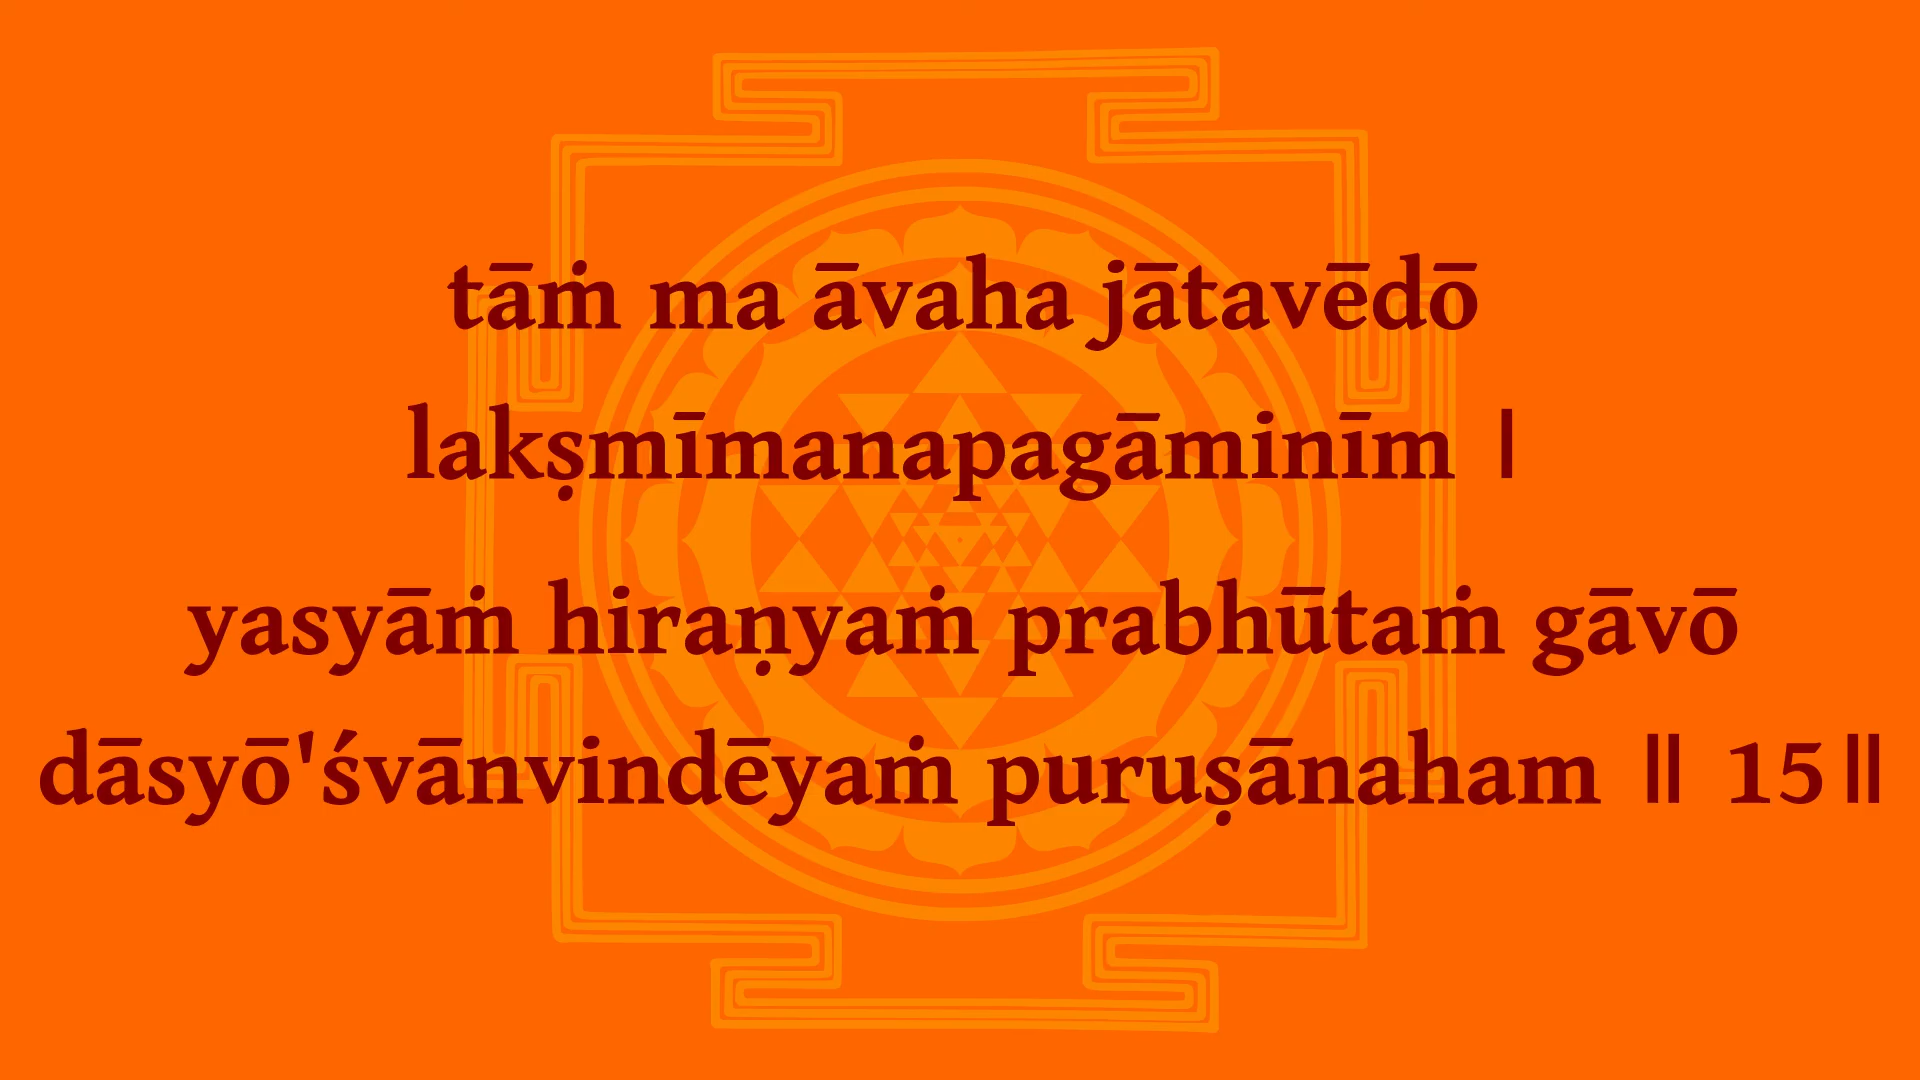 tāṁ ma āvaha jātavēdō
lakṣmīmanapagāminīm |
yasyāṁ hiraṇyaṁ prabhūtaṁ gāvō
dāsyō'śvānvindēyaṁ puruṣānaham || 15||